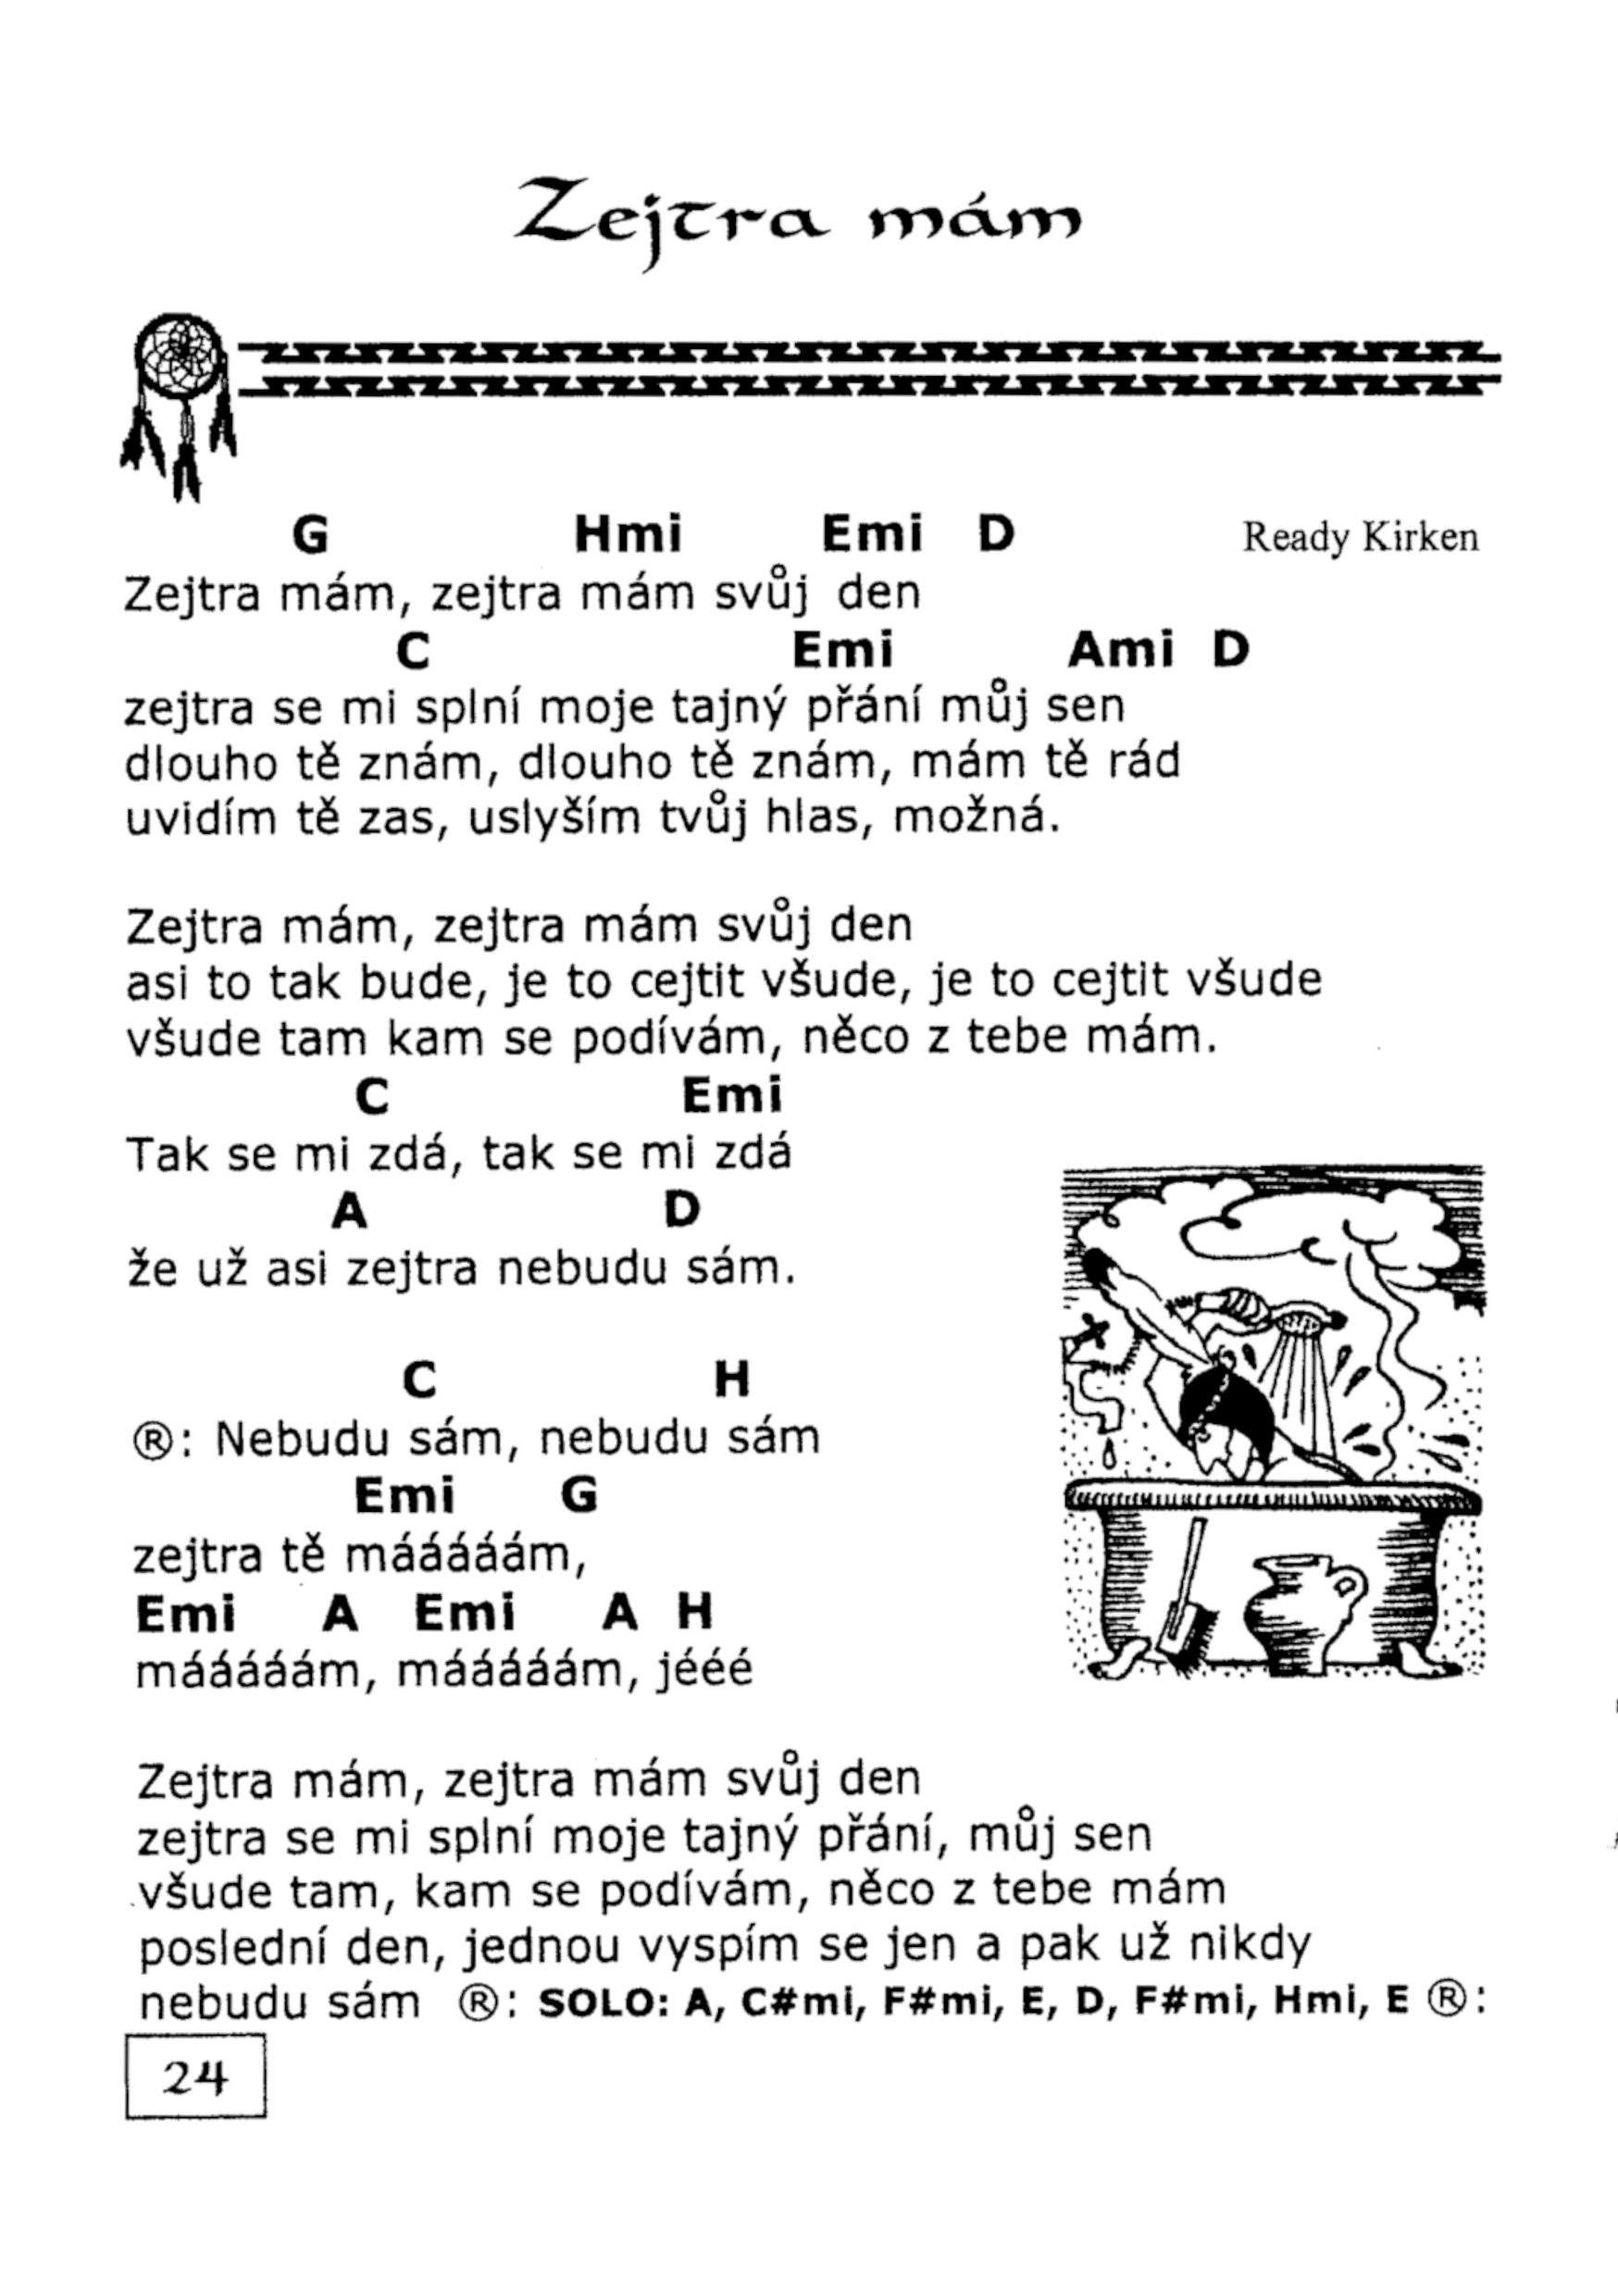 Zejtra mám
G Hmi Emi D Ready Kirken
Zejtra mám, zejtra mám svůj den
C Emi Ami D
zejtra se mi splní moje tajný přání můj sen
dlouho tě znám, dlouho tě znám, mám tě rád
uvidím tě zas, uslyším tvůj hlas, možná.
Zejtra mám, zejtra mám svůj den
asi to tak bude, je to cejtit všude, je to cejtit všude
všude tam kam se podívám, něco z tebe mám.
C Emi
Tak se mi zdá, tak se mi zdá
A D
že už asi zejtra nebudu sám.
C H
®: Nebudu sám, nebudu sám
Emi G
zejtra tě máááááám,
Emi A Emi A H
máááááám, máááááám, jééé
Zejtra mám, zejtra mám svůj den
zejtra se mi splní moje tajný přání, můj sen
všude tam, kam se podívám, něco z tebe mám
poslední den, jednou vyspím se jen a pak už nikdy
nebudu sám ®: SOLO: A, C#mi, F#mi, E, D, F#mi, Hmi, E ®:
24